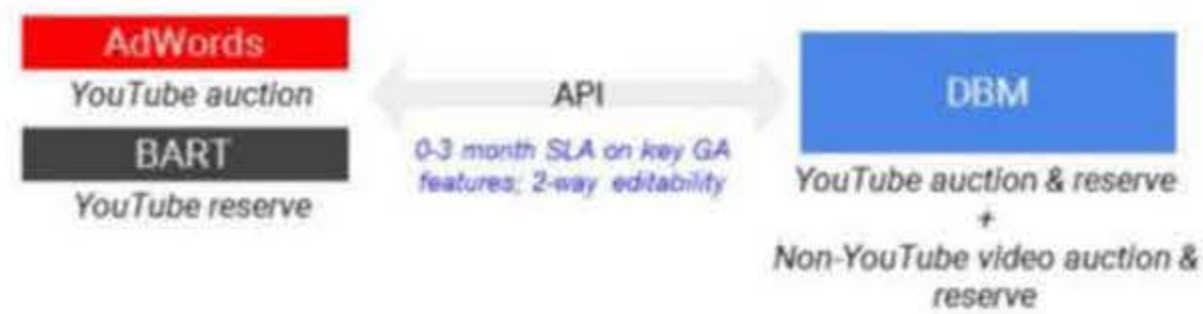 AdWords
YouTube auction
BART
YouTube reserve
API
0-3 month SLA on key GA
features; 2-way editability
DBM
YouTube auction & reserve
+
Non-YouTube video auction &
reserve